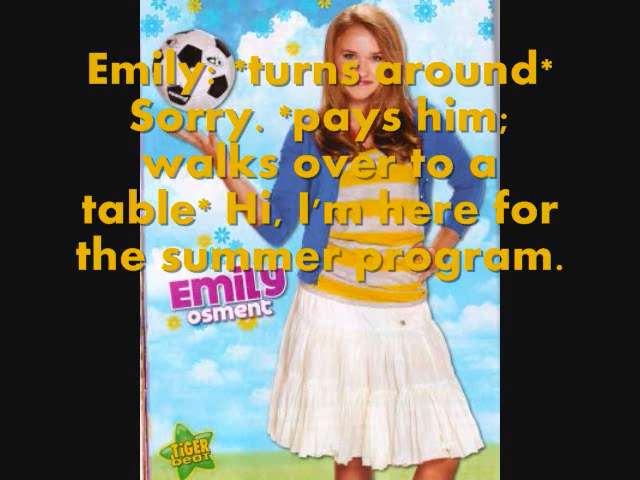 Emily: *turns around*
Sorry. *pays him;
walks over to a
table* Hi, I'm here for
the summer program.
EMiLY
osment
TiGER
beat